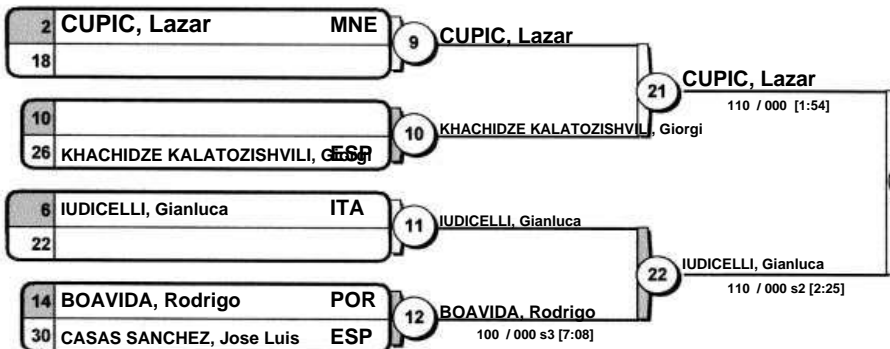 2 CUPIC, Lazar MNE
18
9
CUPIC, Lazar
10
26 KHACHIDZE KALATOZISHVILI, Giorgi ESP
10
KHACHIDZE KALATOZISHVILI, Giorgi
21
CUPIC, Lazar
110 / 000 [1:54]
6 IUDICELLI, Gianluca ITA
22
11
IUDICELLI, Gianluca
14 BOAVIDA, Rodrigo POR
30 CASAS SANCHEZ, Jose Luis ESP
12
BOAVIDA, Rodrigo
100 / 000 s3 [7:08]
22
IUDICELLI, Gianluca
110 / 000 s2 [2:25]